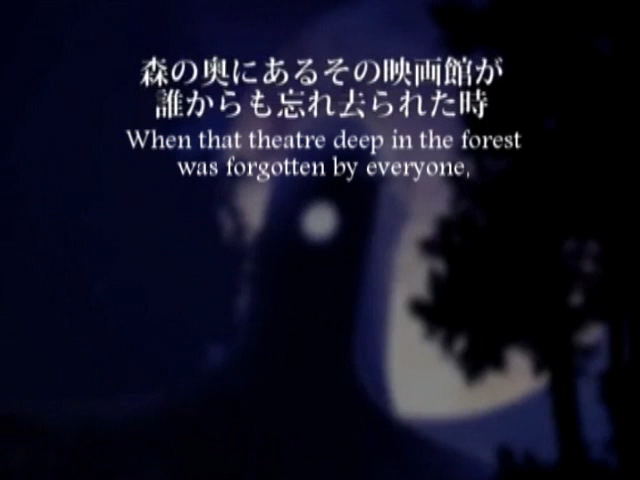 森の奥にあるその映画館が
誰からも忘れ去られた時
When that theatre deep in the forest
was forgotten by everyone,